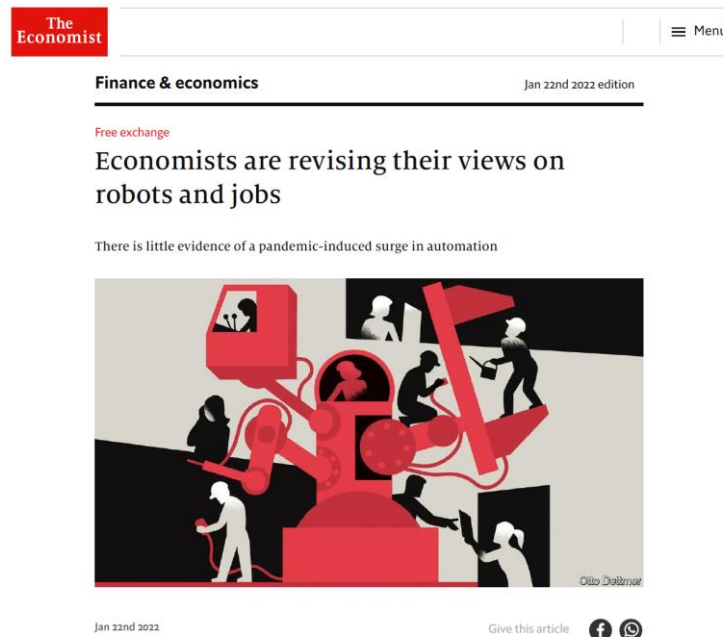 The
Economist
Menu
Finance & economics
Jan 22nd 2022 edition
Free exchange
Economists are revising their views on
robots and jobs
There is little evidence of a pandemic-induced surge in automation
Otto Dettmer
Jan 22nd 2022
Give this article